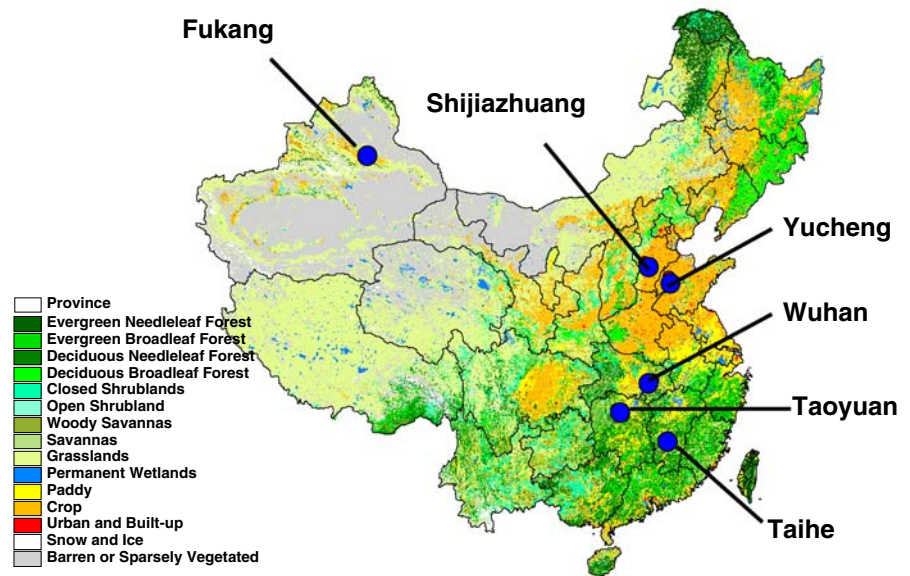 Fukang
Shijiazhuang
Yucheng
Wuhan
Taoyuan
Taihe
Province
Evergreen Needleleaf Forest
Evergreen Broadleaf Forest
Deciduous Needleleaf Forest
Deciduous Broadleaf Forest
Closed Shrublands
Open Shrubland
Woody Savannas
Savannas
Grasslands
Permanent Wetlands
Paddy
Crop
Urban and Built-up
Snow and Ice
Barren or Sparsely Vegetated